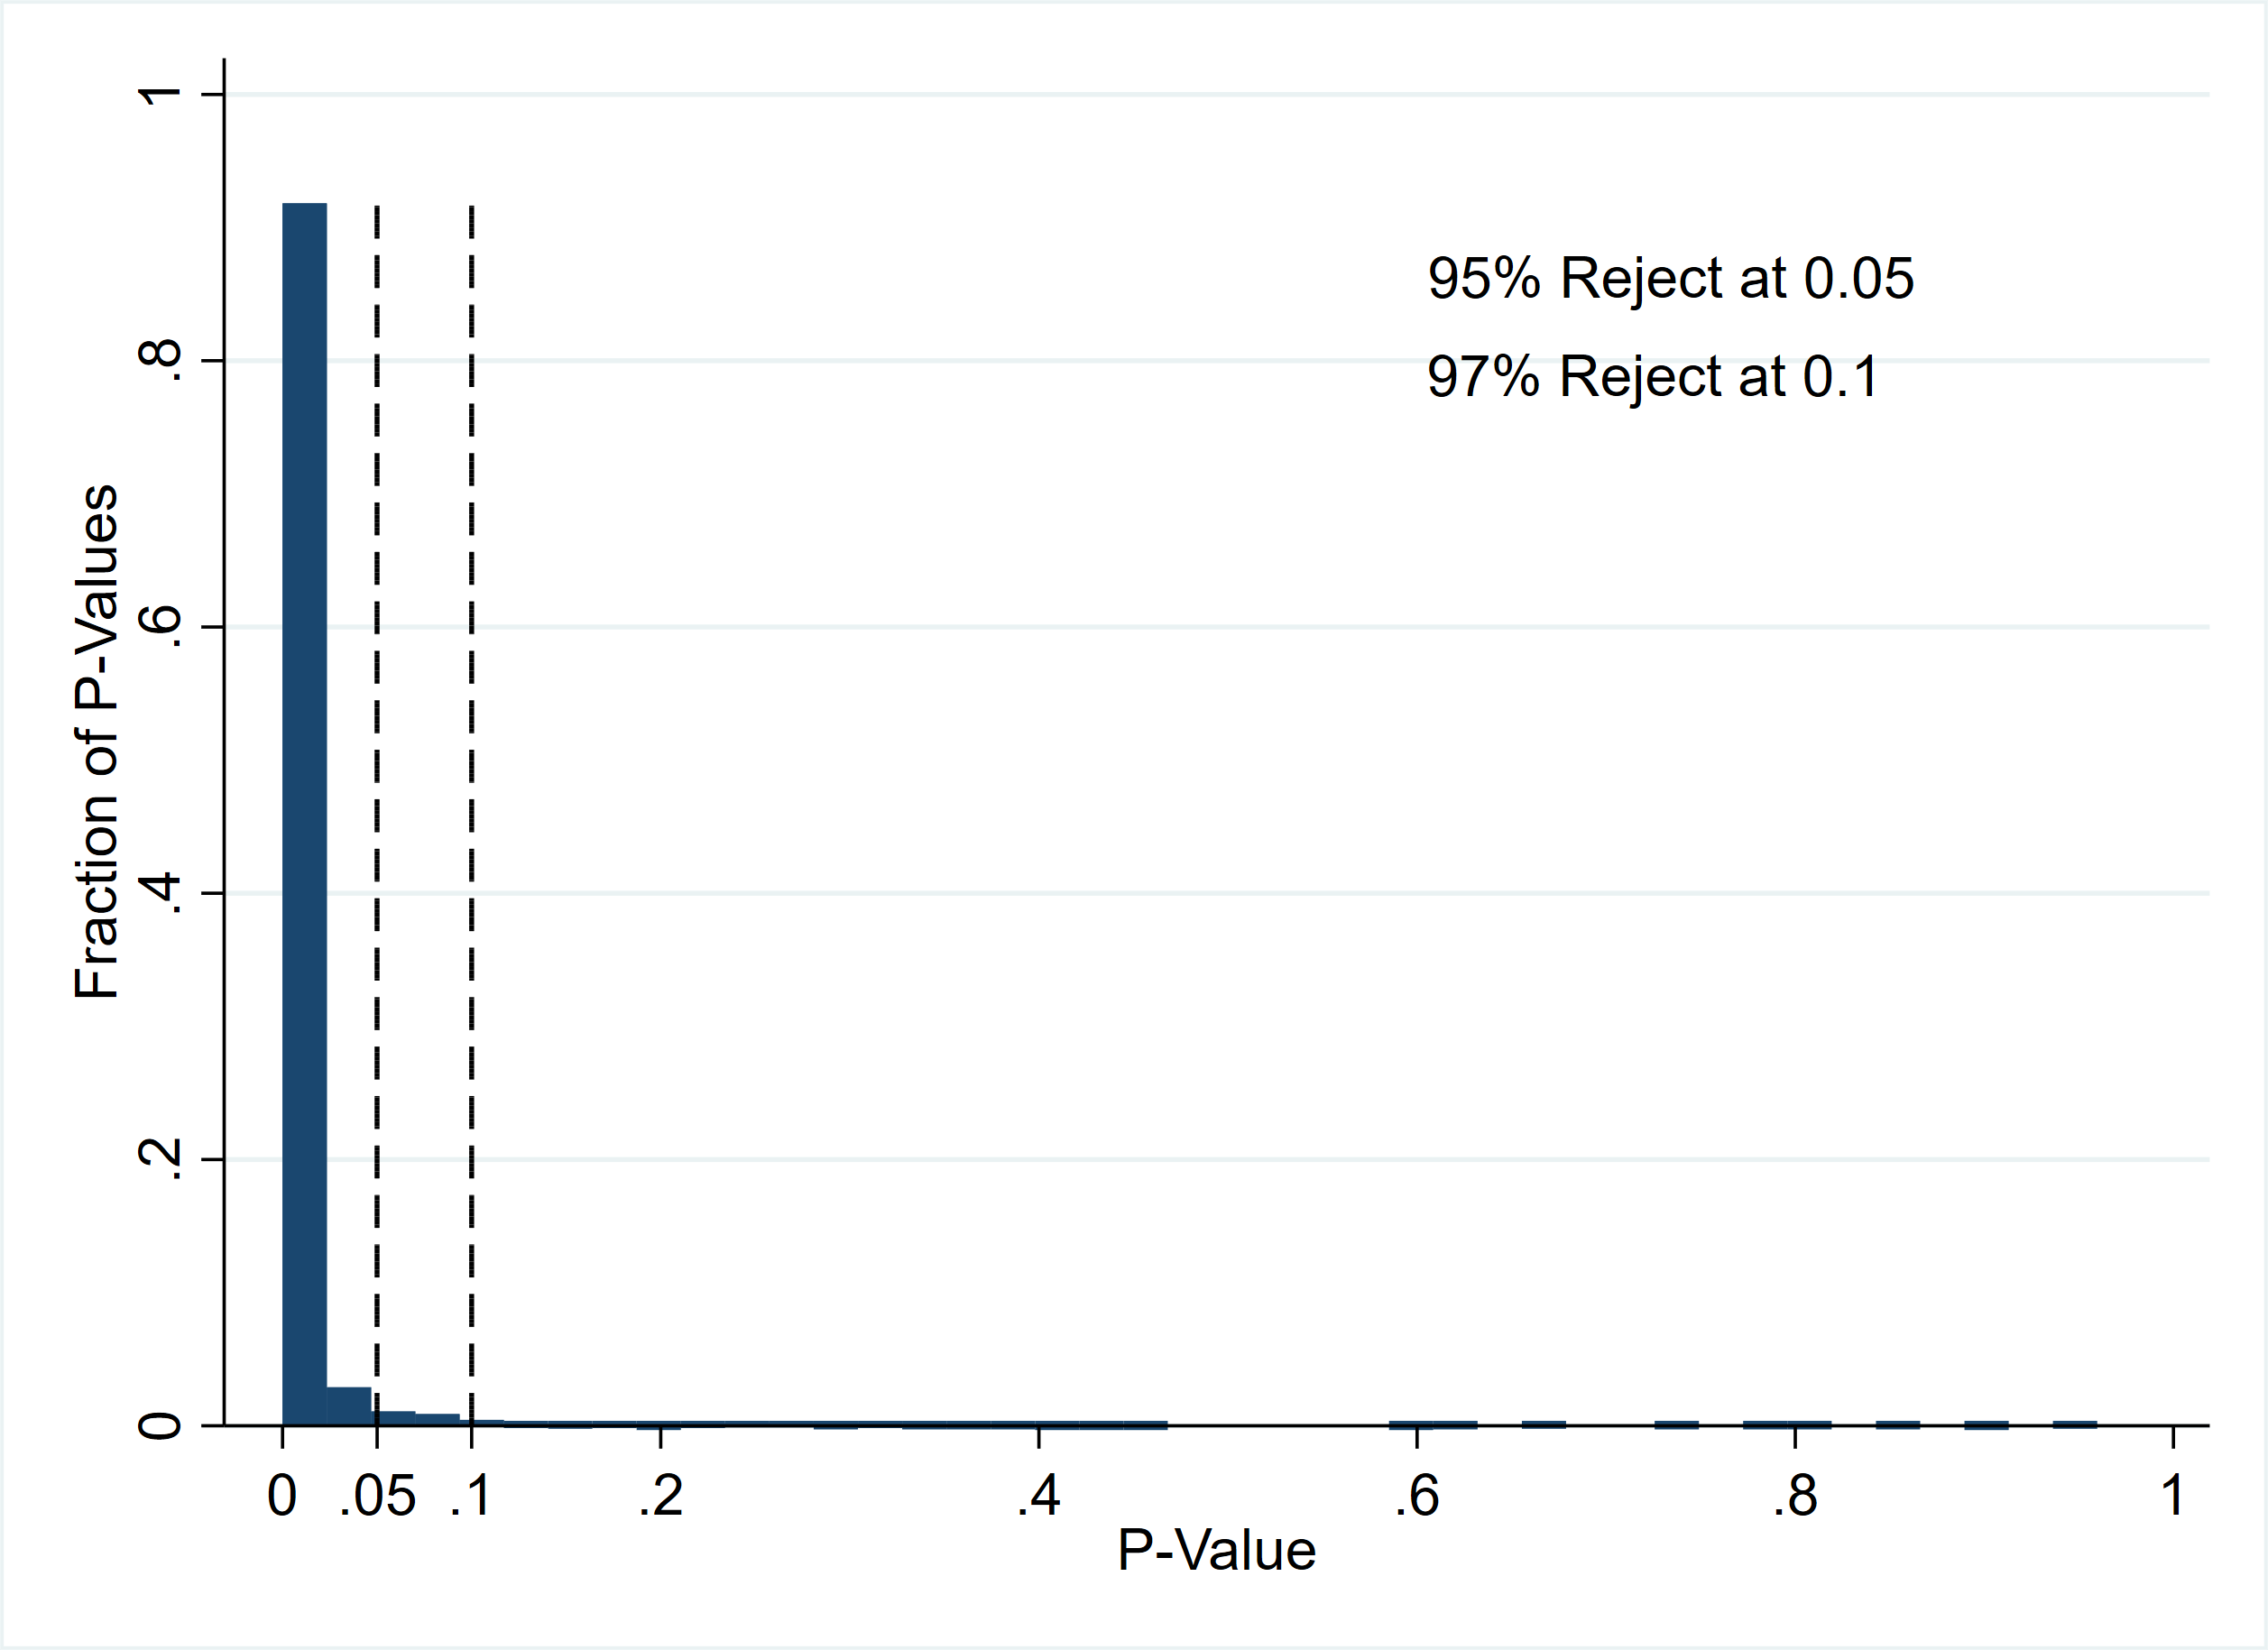 1
.8
.6
.4
.2
0
Fraction of P-Values
95% Reject at 0.05
97% Reject at 0.1
0 .05 .1 .2 .4 .6 .8 1
P-Value